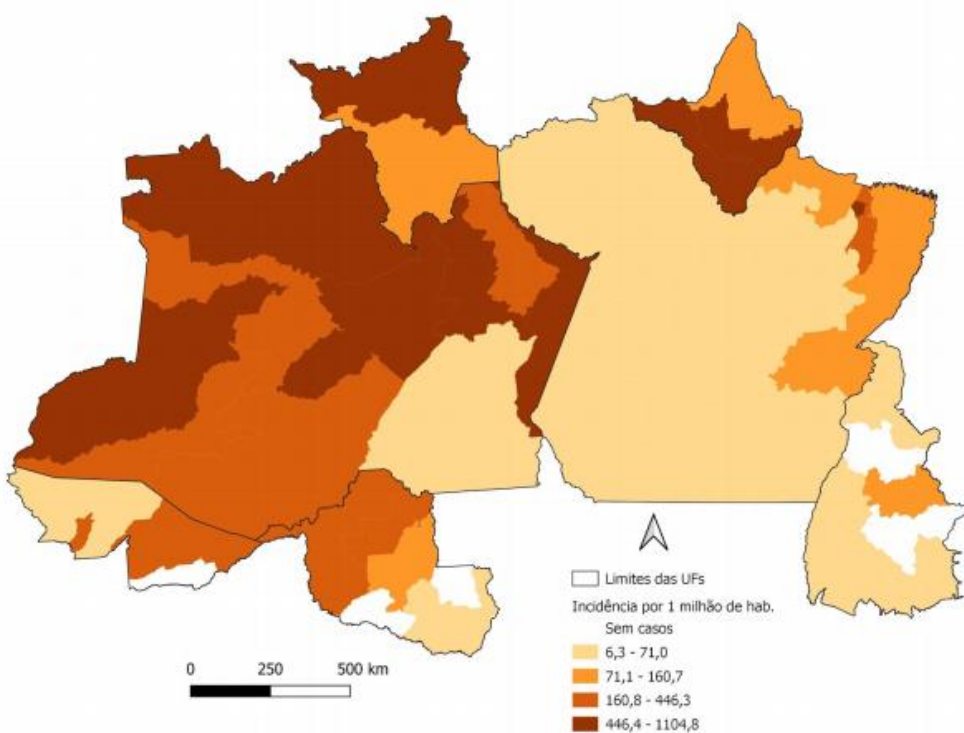 Limites das UFs
Incidência por 1 milhão de hab.
Sem casos
6,3 - 71,0
71,1 - 160,7
160,8 - 446,3
446,4 - 1104,8
0 250 500 km